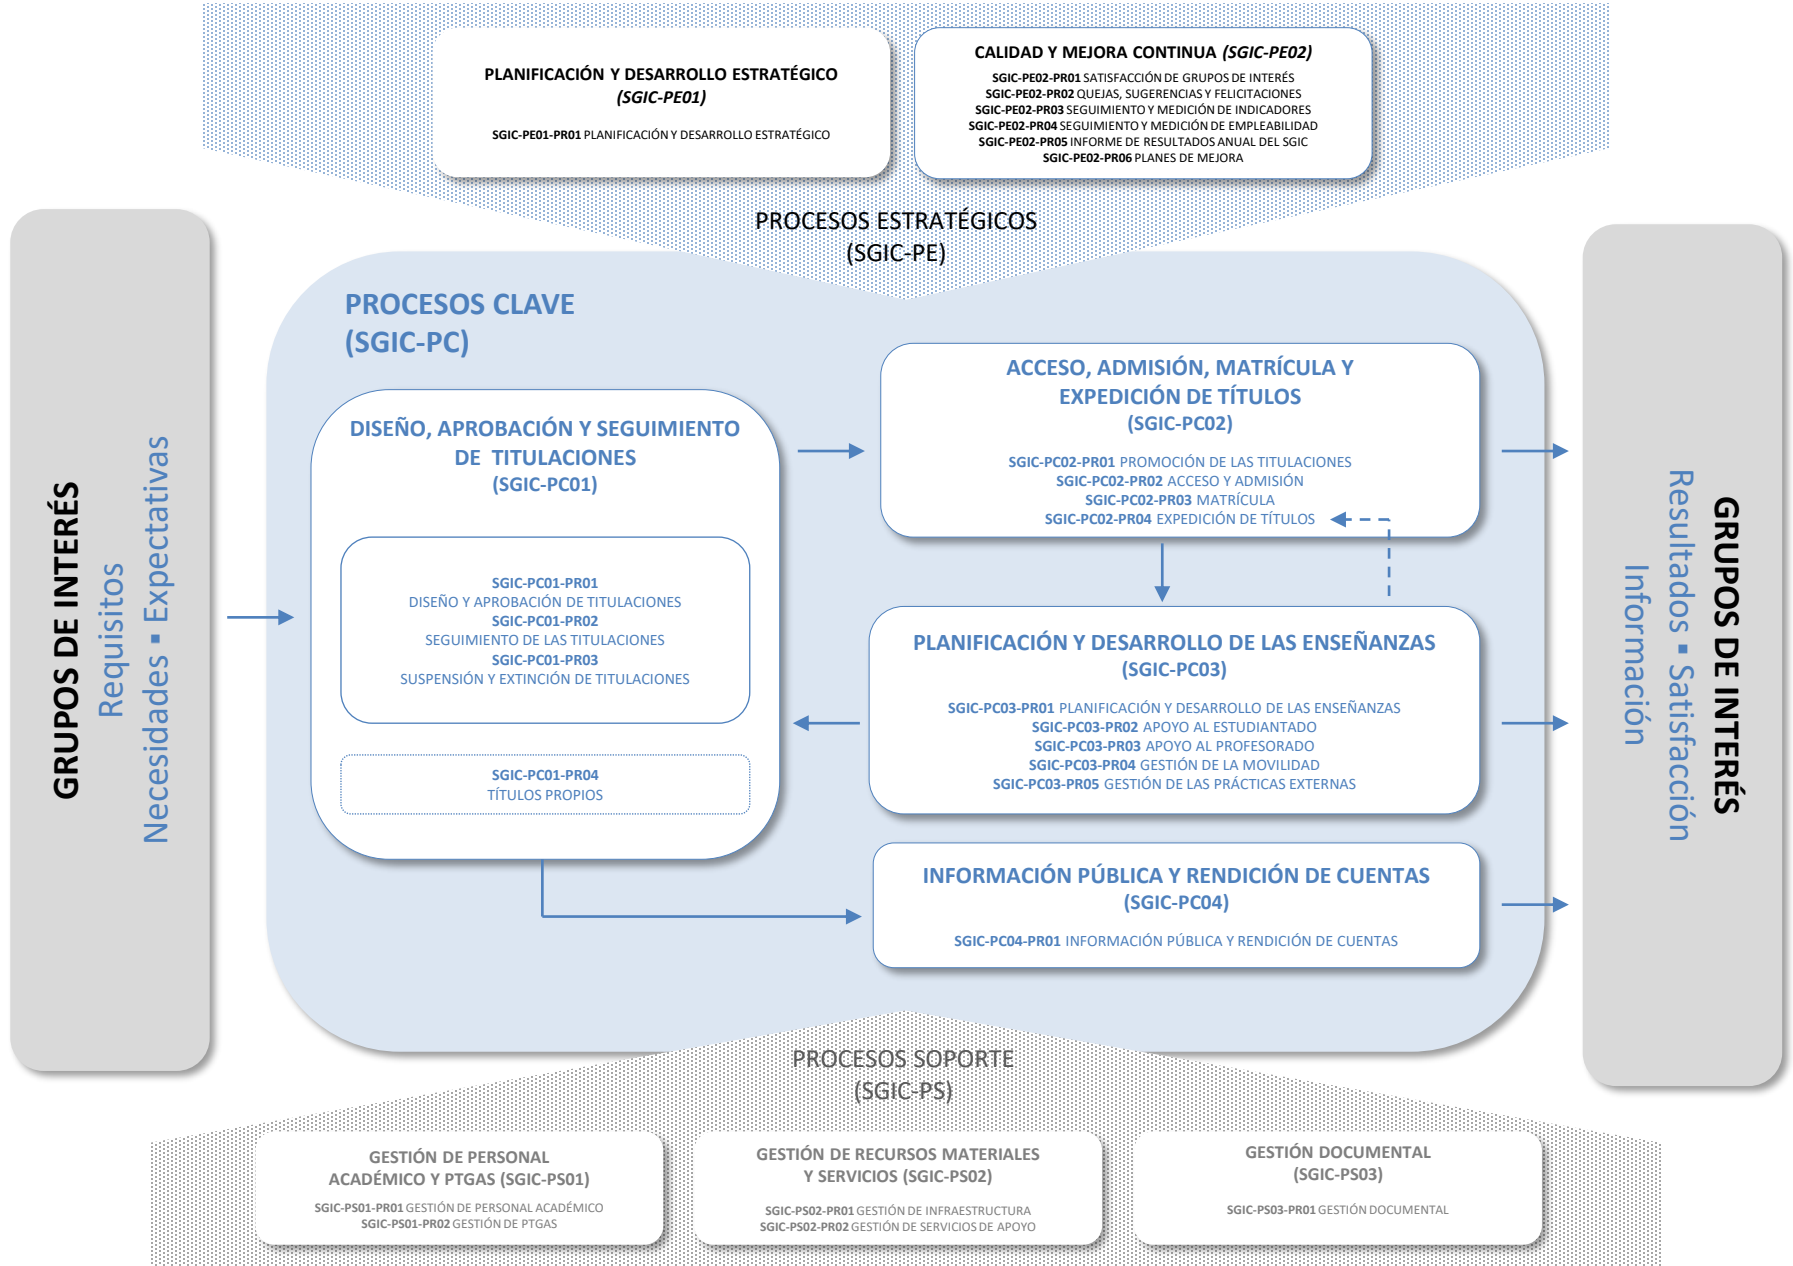 PLANIFICACIÓN Y DESARROLLO ESTRATÉGICO
(SGIC-PE01)
SGIC-PE01-PR01 PLANIFICACIÓN Y DESARROLLO ESTRATÉGICO
CALIDAD Y MEJORA CONTINUA (SGIC-PE02)
SGIC-PE02-PR01 SATISFACCIÓN DE GRUPOS DE INTERÉS
SGIC-PE02-PR02 QUEJAS, SUGERENCIAS Y FELICITACIONES
SGIC-PE02-PR03 SEGUIMIENTO Y MEDICIÓN DE INDICADORES
SGIC-PE02-PR04 SEGUIMIENTO Y MEDICIÓN DE EMPLEABILIDAD
SGIC-PE02-PR05 INFORME DE RESULTADOS ANUAL DEL SGIC
SGIC-PE02-PR06 PLANES DE MEJORA
PROCESOS ESTRATÉGICOS
(SGIC-PE)
GRUPOS DE INTERÉS
Requisitos
Necesidades ▪ Expectativas
PROCESOS CLAVE
(SGIC-PC)
DISEÑO, APROBACIÓN Y SEGUIMIENTO
DE TITULACIONES
(SGIC-PC01)
SGIC-PC01-PR01
DISEÑO Y APROBACIÓN DE TITULACIONES
SGIC-PC01-PR02
SEGUIMIENTO DE LAS TITULACIONES
SGIC-PC01-PR03
SUSPENSIÓN Y EXTINCIÓN DE TITULACIONES
SGIC-PC01-PR04
TÍTULOS PROPIOS
ACCESO, ADMISIÓN, MATRÍCULA Y
EXPEDICIÓN DE TÍTULOS
(SGIC-PC02)
SGIC-PC02-PR01 PROMOCIÓN DE LAS TITULACIONES
SGIC-PC02-PR02 ACCESO Y ADMISIÓN
SGIC-PC02-PR03 MATRÍCULA
SGIC-PC02-PR04 EXPEDICIÓN DE TÍTULOS
PLANIFICACIÓN Y DESARROLLO DE LAS ENSEÑANZAS
(SGIC-PC03)
SGIC-PC03-PR01 PLANIFICACIÓN Y DESARROLLO DE LAS ENSEÑANZAS
SGIC-PC03-PR02 APOYO AL ESTUDIANTADO
SGIC-PC03-PR03 APOYO AL PROFESORADO
SGIC-PC03-PR04 GESTIÓN DE LA MOVILIDAD
SGIC-PC03-PR05 GESTIÓN DE LAS PRÁCTICAS EXTERNAS
INFORMACIÓN PÚBLICA Y RENDICIÓN DE CUENTAS
(SGIC-PC04)
SGIC-PC04-PR01 INFORMACIÓN PÚBLICA Y RENDICIÓN DE CUENTAS
GRUPOS DE INTERÉS
Resultados ▪ Satisfacción
Información
PROCESOS SOPORTE
(SGIC-PS)
GESTIÓN DE PERSONAL
ACADÉMICO Y PTGAS (SGIC-PS01)
SGIC-PS01-PR01 GESTIÓN DE PERSONAL ACADÉMICO
SGIC-PS01-PR02 GESTIÓN DE PTGAS
GESTIÓN DE RECURSOS MATERIALES
Y SERVICIOS (SGIC-PS02)
SGIC-PS02-PR01 GESTIÓN DE INFRAESTRUCTURA
SGIC-PS02-PR02 GESTIÓN DE SERVICIOS DE APOYO
GESTIÓN DOCUMENTAL
(SGIC-PS03)
SGIC-PS03-PR01 GESTIÓN DOCUMENTAL